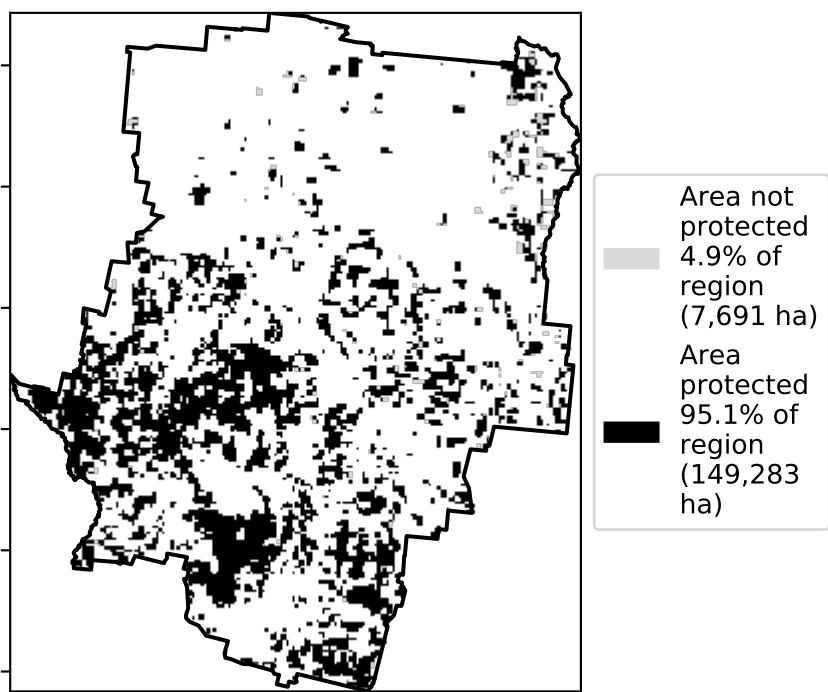 Area not
protected
4.9% of
region
(7,691 ha)
Area
protected
95.1% of
region
(149,283
ha)